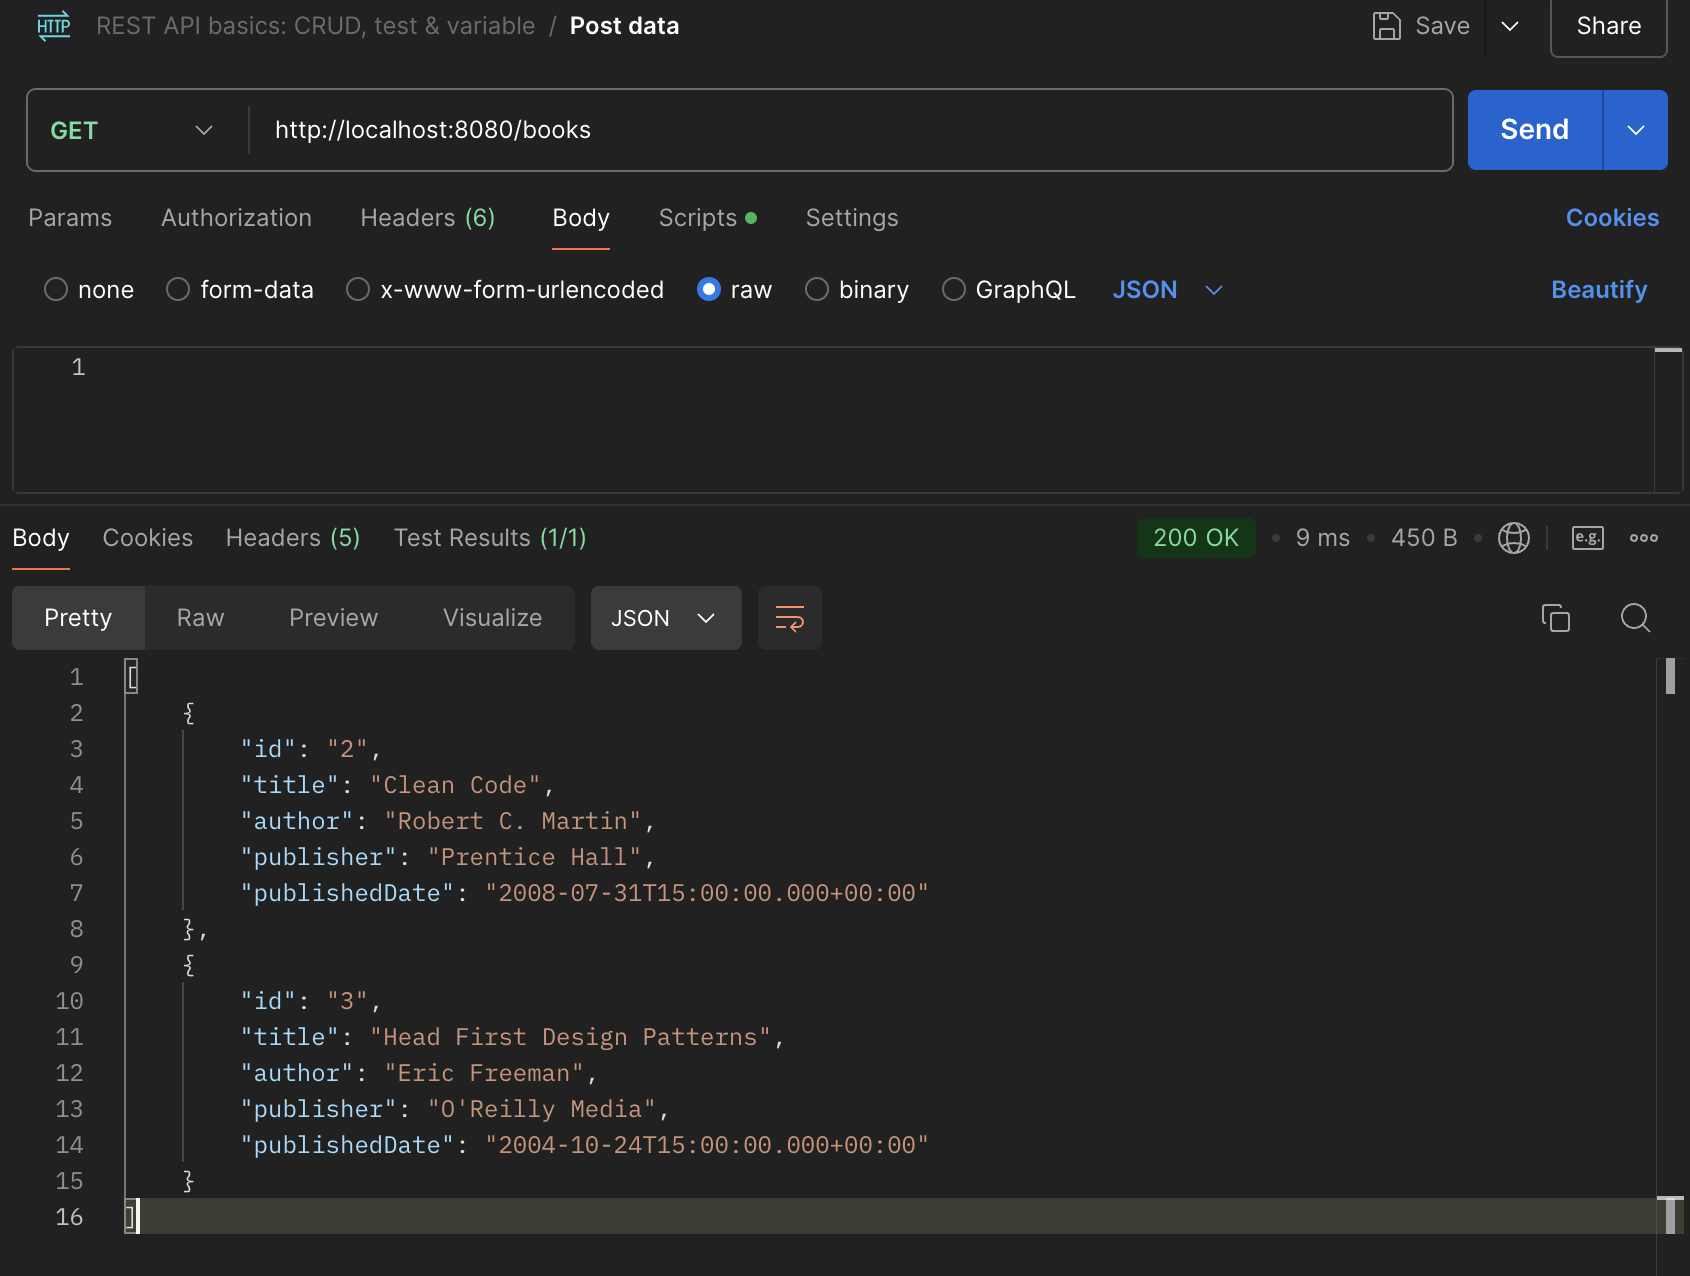 HTTP REST API basics: CRUD, test & variable / Post data Save Share
GET http://localhost:8080/books Send
Params Authorization Headers (6) Body Scripts Settings Cookies
none form-data x-www-form-urlencoded raw binary GraphQL JSON Beautify
1
Body Cookies Headers (5) Test Results (1/1) 200 OK • 9 ms • 450 B • e.g.
Pretty Raw Preview Visualize JSON
1 [
2 {
3 "id": "2",
4 "title": "Clean Code",
5 "author": "Robert C. Martin",
6 "publisher": "Prentice Hall",
7 "publishedDate": "2008-07-31T15:00:00.000+00:00"
8 },
9 {
10 "id": "3",
11 "title": "Head First Design Patterns",
12 "author": "Eric Freeman",
13 "publisher": "O'Reilly Media",
14 "publishedDate": "2004-10-24T15:00:00.000+00:00"
15 }
16 ]